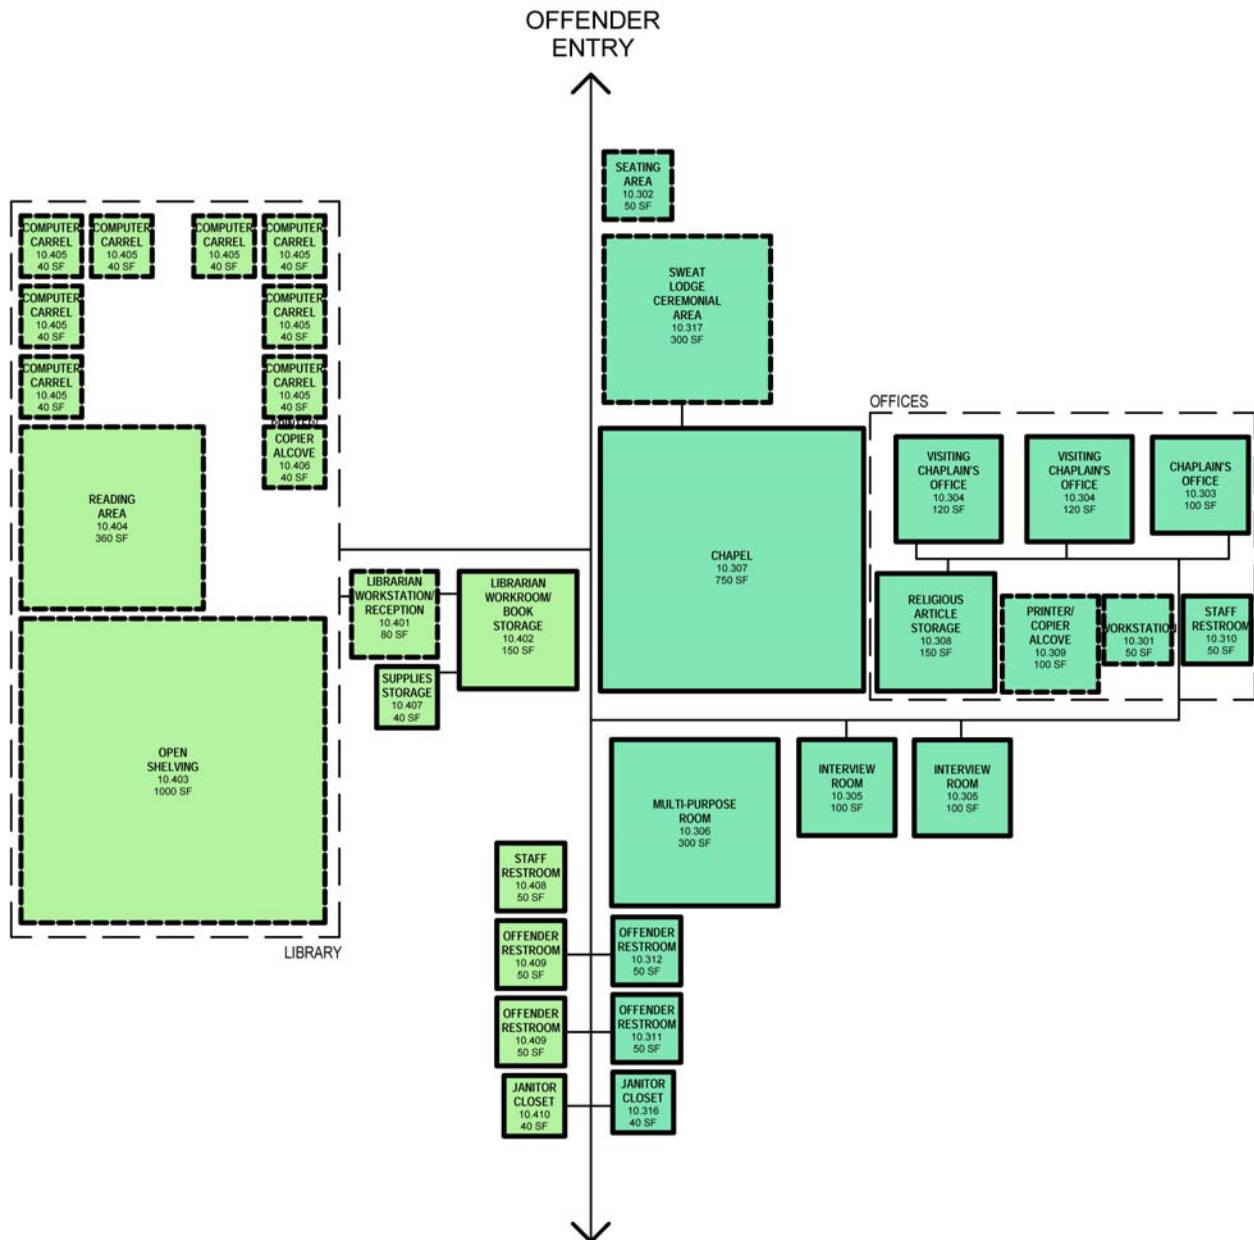 OFFENDER
ENTRY
SEATING
AREA
10.302
50 SF
SWEAT
LODGE
CEREMONIAL
AREA
10.317
300 SF
COMPUTER
CARREL
10.405
40 SF
COMPUTER
CARREL
10.405
40 SF
COMPUTER
CARREL
10.405
40 SF
COMPUTER
CARREL
10.405
40 SF
COMPUTER
CARREL
10.405
40 SF
COMPUTER
CARREL
10.405
40 SF
COMPUTER
CARREL
10.405
40 SF
COMPUTER
CARREL
10.405
40 SF
PRINTER/
COPIER
ALCOVE
10.406
40 SF
READING
AREA
10.404
360 SF
OPEN
SHELVING
10.403
1000 SF
LIBRARY
LIBRARIAN
WORKSTATION/
RECEPTION
10.401
80 SF
LIBRARIAN
WORKROOM/
BOOK
STORAGE
10.402
150 SF
SUPPLIES
STORAGE
10.407
40 SF
CHAPEL
10.307
750 SF
OFFICES
VISITING
CHAPLAIN'S
OFFICE
10.304
120 SF
VISITING
CHAPLAIN'S
OFFICE
10.304
120 SF
CHAPLAIN'S
OFFICE
10.303
100 SF
RELIGIOUS
ARTICLE
STORAGE
10.308
150 SF
PRINTER/
COPIER
ALCOVE
10.309
100 SF
WORKSTATION
10.301
50 SF
STAFF
RESTROOM
10.310
50 SF
MULTI-PURPOSE
ROOM
10.306
300 SF
INTERVIEW
ROOM
10.305
100 SF
INTERVIEW
ROOM
10.305
100 SF
STAFF
RESTROOM
10.408
50 SF
OFFENDER
RESTROOM
10.409
50 SF
OFFENDER
RESTROOM
10.312
50 SF
OFFENDER
RESTROOM
10.409
50 SF
OFFENDER
RESTROOM
10.311
50 SF
JANITOR
CLOSET
10.410
40 SF
JANITOR
CLOSET
10.316
40 SF